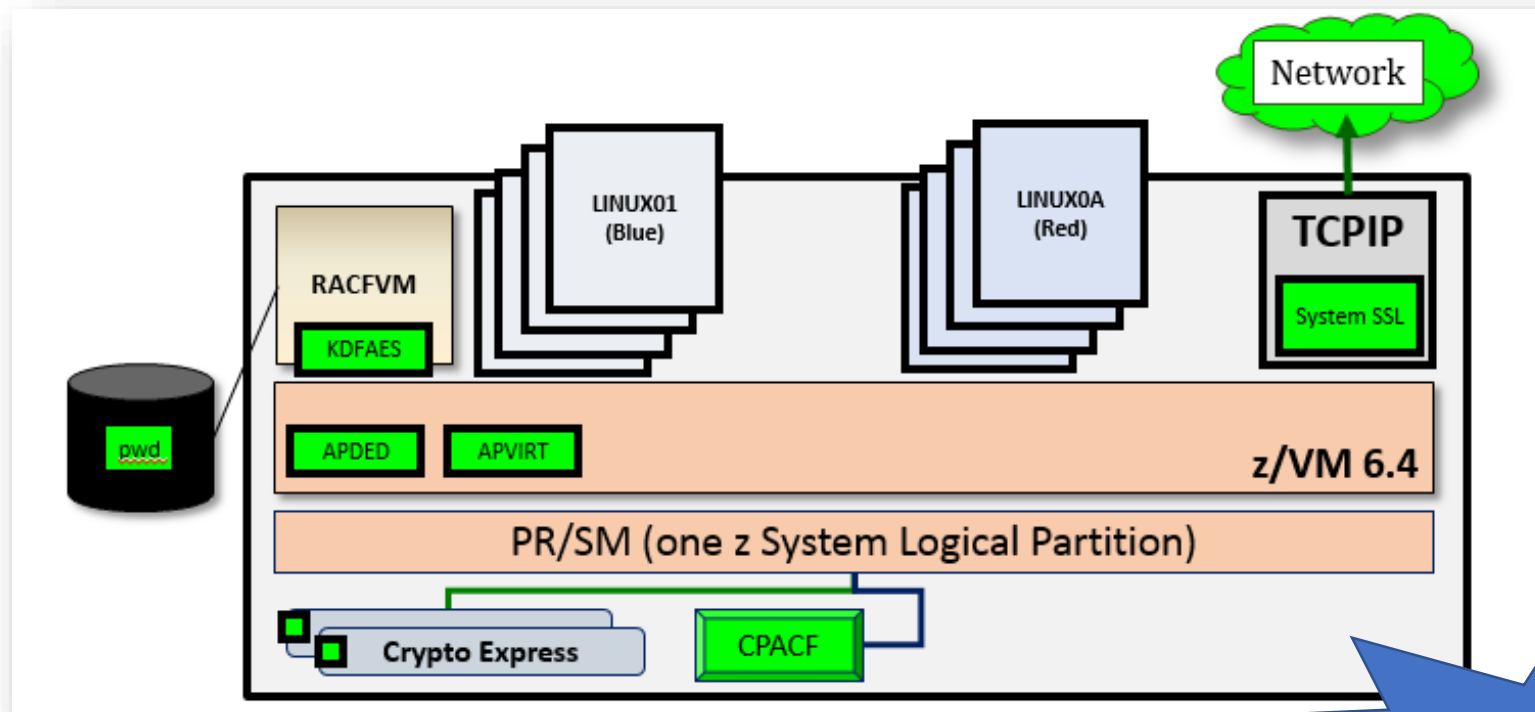 Network
LINUX01
(Blue)
LINUX0A
(Red)
TCPIP
System SSL
RACFVM
KDFAES
pwd
APDED
APVIRT
z/VM 6.4
PR/SM (one z System Logical Partition)
Crypto Express
CPACF